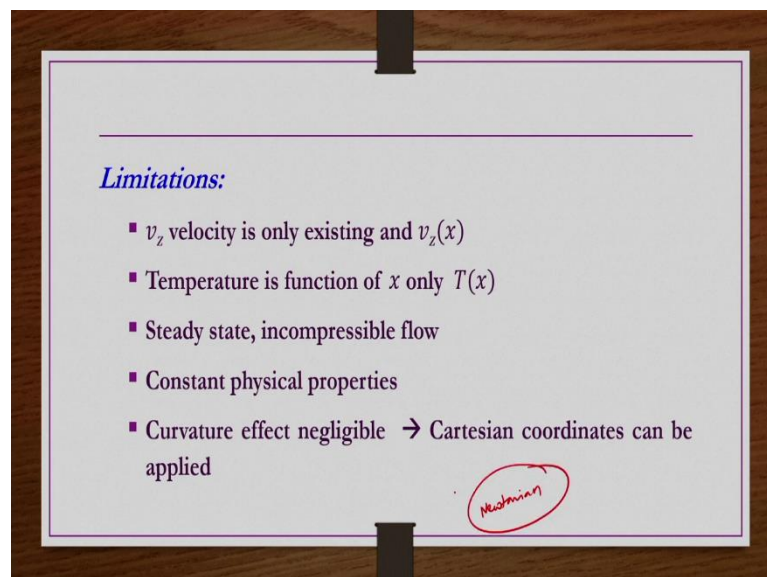 Limitations:
▪ v_z velocity is only existing and v_z(x)
▪ Temperature is function of x only T(x)
▪ Steady state, incompressible flow
▪ Constant physical properties
▪ Curvature effect negligible → Cartesian coordinates can be
applied
Newtonian